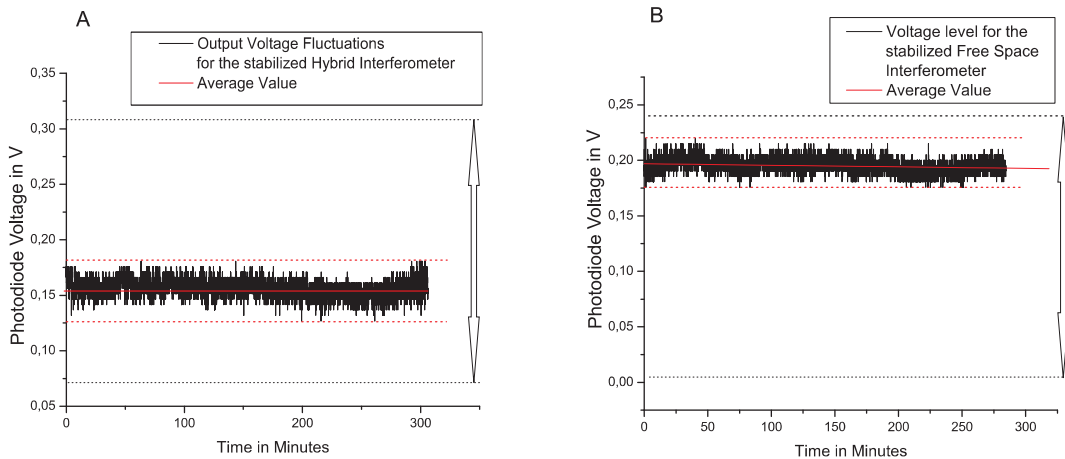 A
Output Voltage Fluctuations
for the stabilized Hybrid Interferometer
Average Value
0,35
0,30
0,25
0,20
0,15
0,10
0,05
Photodiode Voltage in V
0
100
200
300
Time in Minutes
B
Voltage level for the
stabilized Free Space
Interferometer
Average Value
0,25
0,20
0,15
0,10
0,05
0,00
Photodiode Voltage in V
0
50
100
150
200
250
300
Time in Minutes